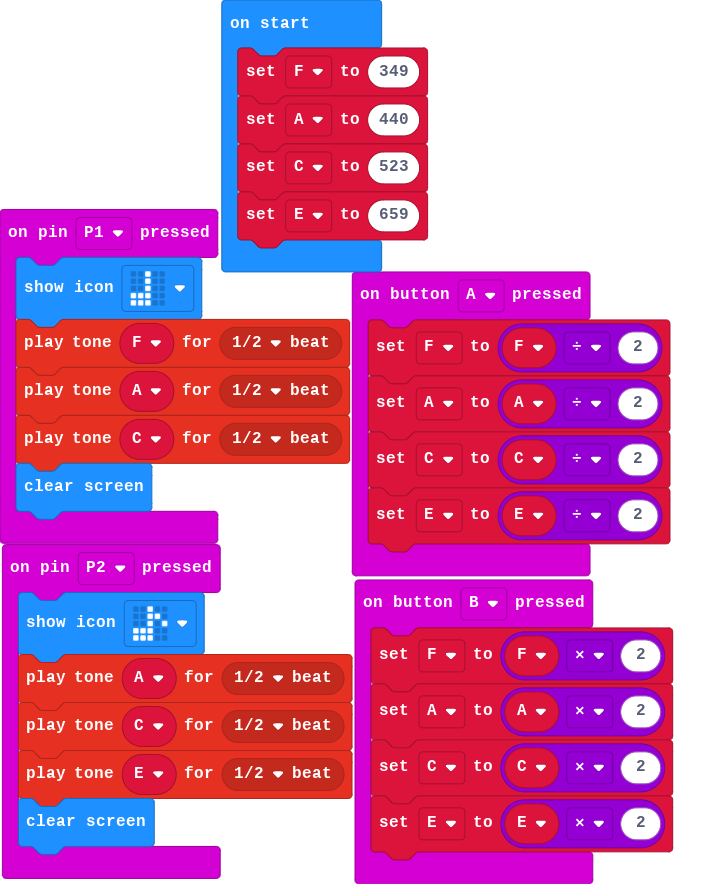 on start
set F to 349
set A to 440
set C to 523
set E to 659
on pin P1 pressed
show icon
play tone F for 1/2 beat
play tone A for 1/2 beat
play tone C for 1/2 beat
clear screen
on button A pressed
set F to F ÷ 2
set A to A ÷ 2
set C to C ÷ 2
set E to E ÷ 2
on pin P2 pressed
show icon
play tone A for 1/2 beat
play tone C for 1/2 beat
play tone E for 1/2 beat
clear screen
on button B pressed
set F to F × 2
set A to A × 2
set C to C × 2
set E to E × 2